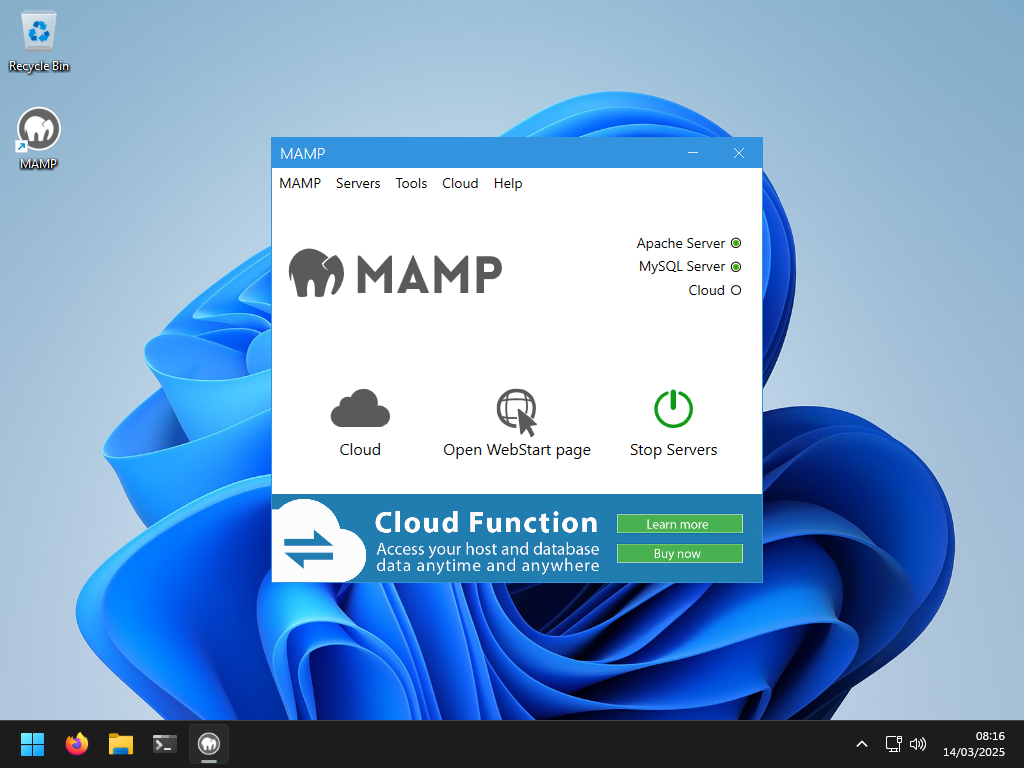 Recycle Bin
MAMP
MAMP
MAMP Servers Tools Cloud Help
Apache Server
MySQL Server
Cloud
MAMP
Cloud
Open WebStart page
Stop Servers
Cloud Function
Access your host and database
data anytime and anywhere
Learn more
Buy now
08:16
14/03/2025